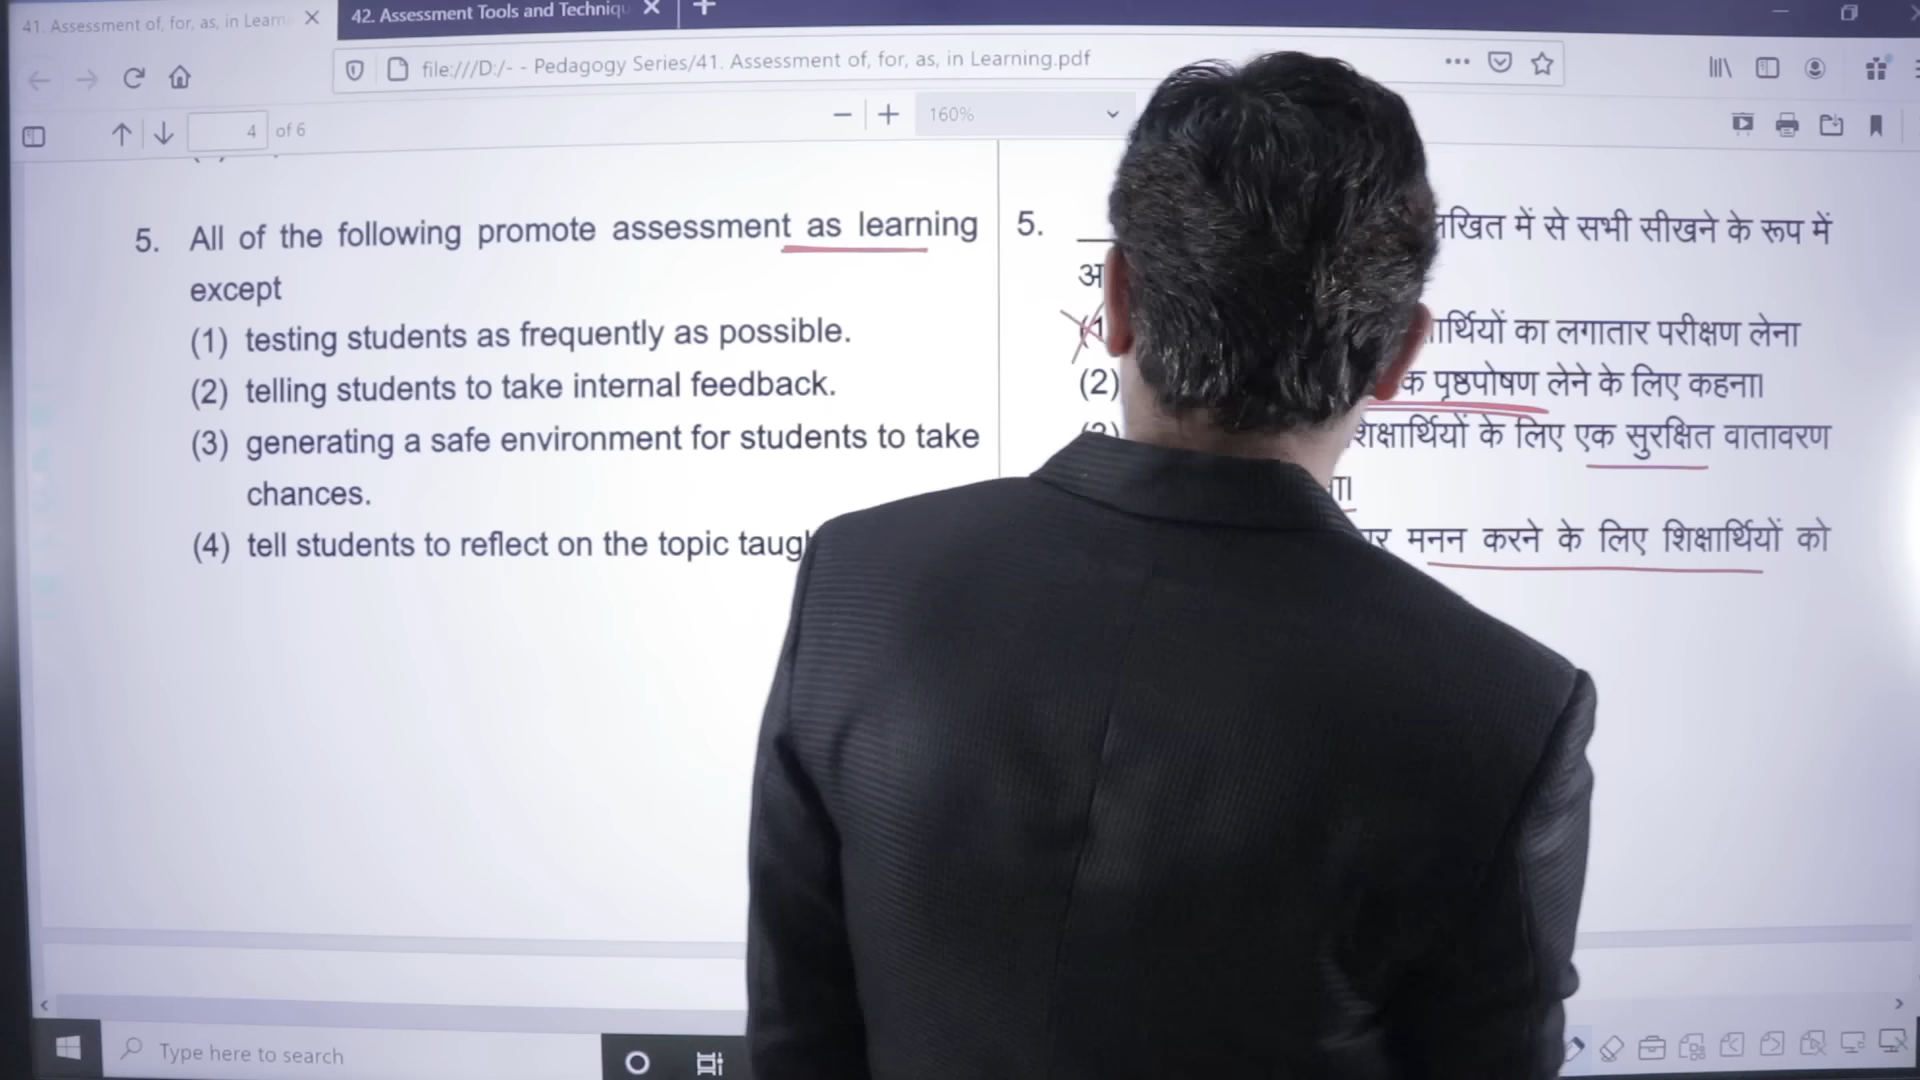 41. Assessment of, for, as, in Learn
42. Assessment Tools and Techniqu
file:///D:/- - Pedagogy Series/41. Assessment of, for, as, in Learning.pdf
4 of 6
160%
5. All of the following promote assessment as learning
except
(1) testing students as frequently as possible.
(2) telling students to take internal feedback.
(3) generating a safe environment for students to take
chances.
(4) tell students to reflect on the topic taug
5. में से सभी सीखने के रूप में
का लगातार परीक्षण लेना
(2) पृष्ठपोषण लेने के लिए कहना।
के लिए एक सुरक्षित वातावरण
मनन करने के लिए शिक्षार्थियों को
Type here to search